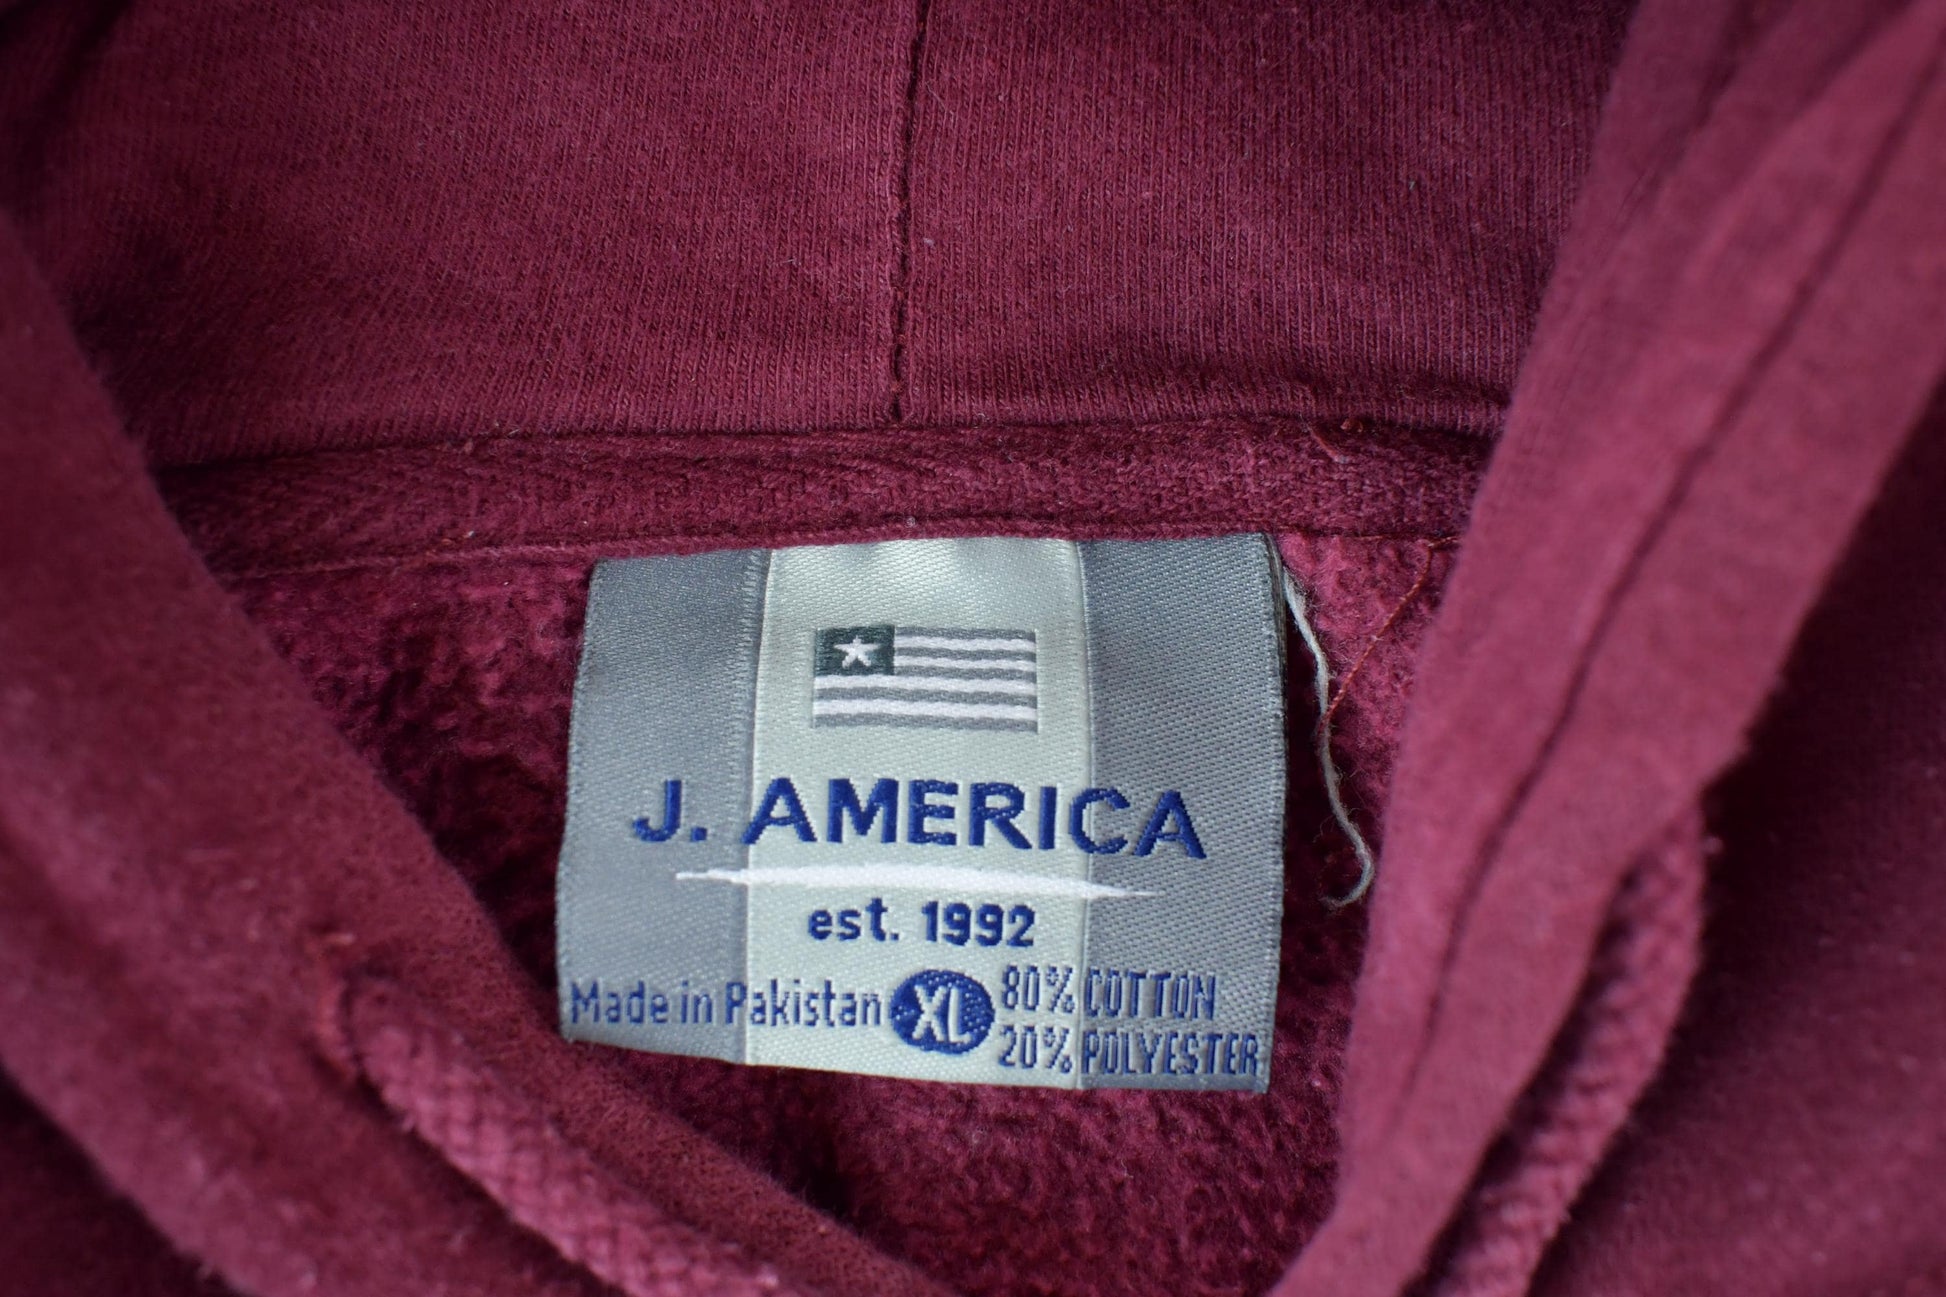 J. AMERICA
est. 1992
Made in Pakistan XL 80% COTTON
20% POLYESTER